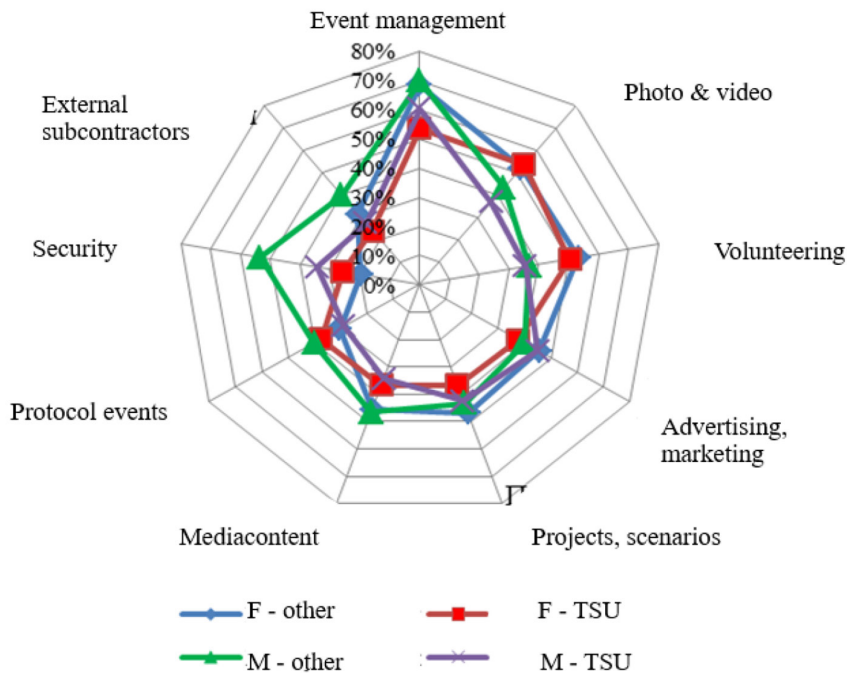 Event management
80%
70%
60%
50%
40%
30%
20%
10%
0%
Photo & video
Volunteering
Advertising,
marketing
Projects, scenarios
Mediacontent
Protocol events
Security
External
subcontractors
F - other
F - TSU
M - other
M - TSU